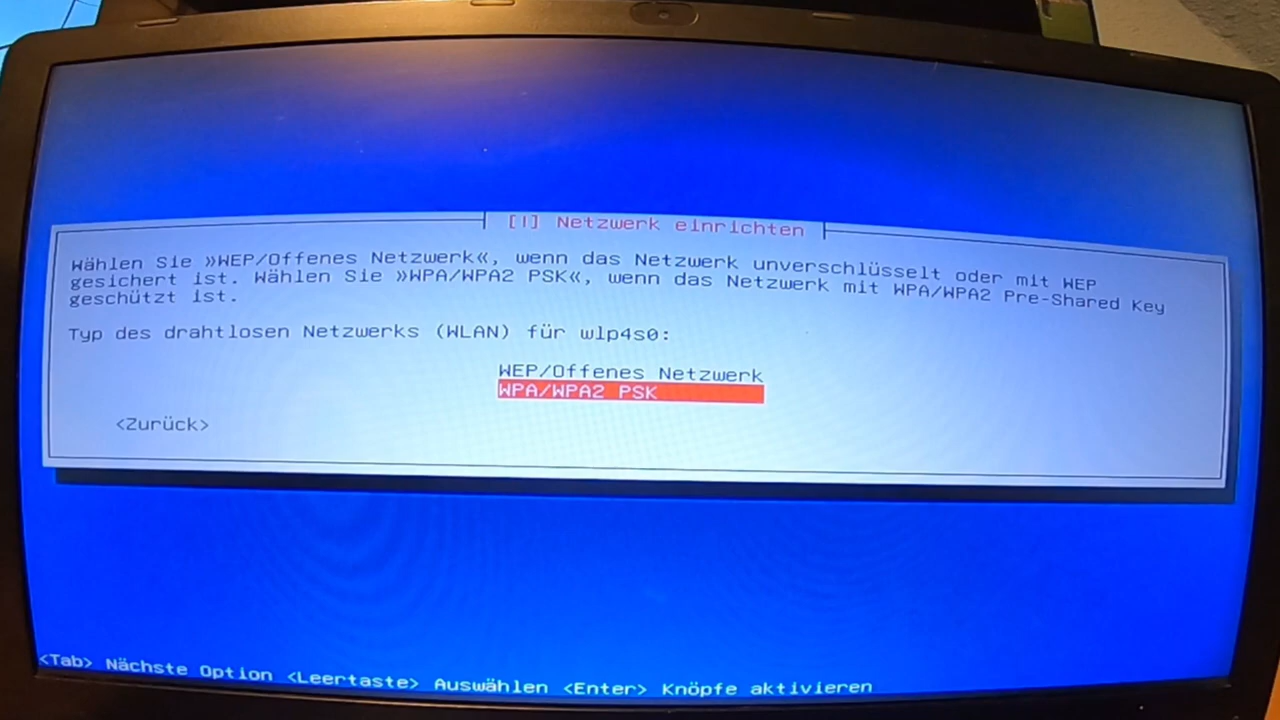 [!] Netzwerk einrichten
Wählen Sie »WEP/Offenes Netzwerk«, wenn das Netzwerk unverschlüsselt oder mit WEP
gesichert ist. Wählen Sie »WPA/WPA2 PSK«, wenn das Netzwerk mit WPA/WPA2 Pre-Shared Key
geschützt ist.
Typ des drahtlosen Netzwerks (WLAN) für wlp4s0:
WEP/Offenes Netzwerk
WPA/WPA2 PSK
<Zurück>
<Tab> Nächste Option <Leertaste> Auswählen <Enter> Knöpfe aktivieren